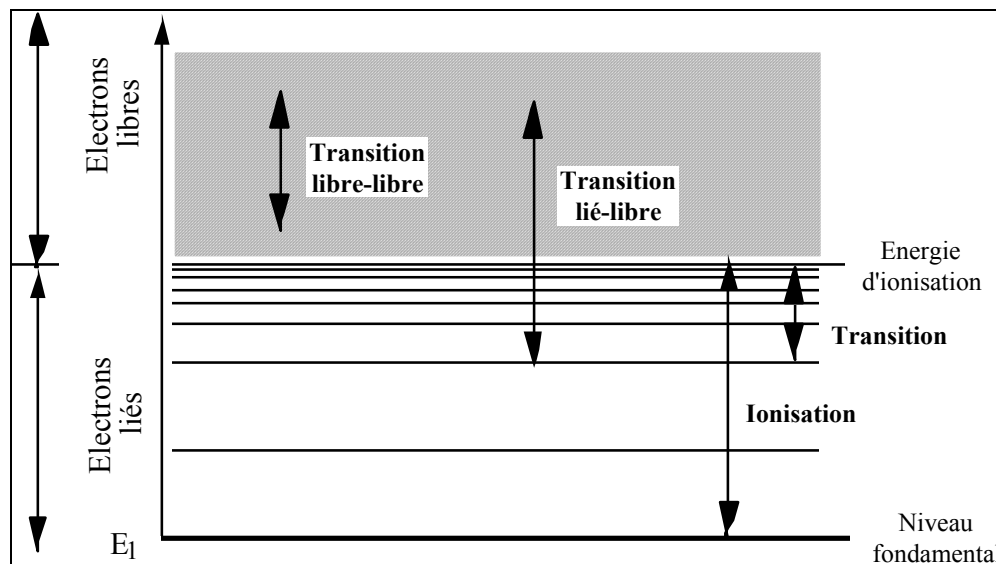 Electrons
libres
Transition
libre-libre
Transition
lié-libre
Energie
d'ionisation
Transition
Electrons
liés
Ionisation
E1
Niveau
fondamental